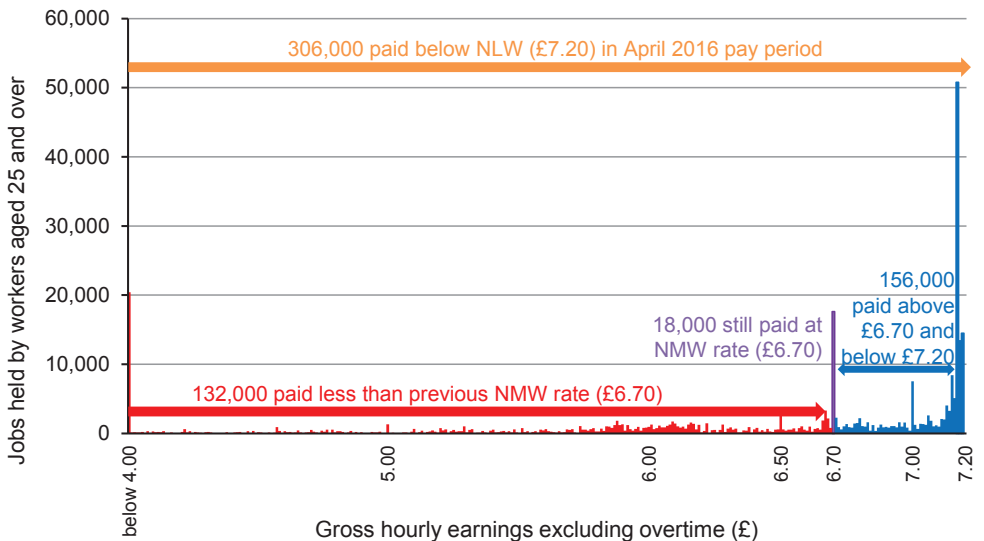 60,000
50,000
40,000
30,000
20,000
10,000
0
Jobs held by workers aged 25 and over
306,000 paid below NLW (£7.20) in April 2016 pay period
156,000
paid above
£6.70 and
below £7.20
18,000 still paid at
NMW rate (£6.70)
132,000 paid less than previous NMW rate (£6.70)
below 4.00
5.00
6.00
6.50
6.70
7.00
7.20
Gross hourly earnings excluding overtime (£)